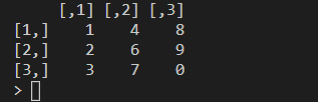 [,1] [,2] [,3]
[1,] 1 4 8
[2,] 2 6 9
[3,] 3 7 0
>